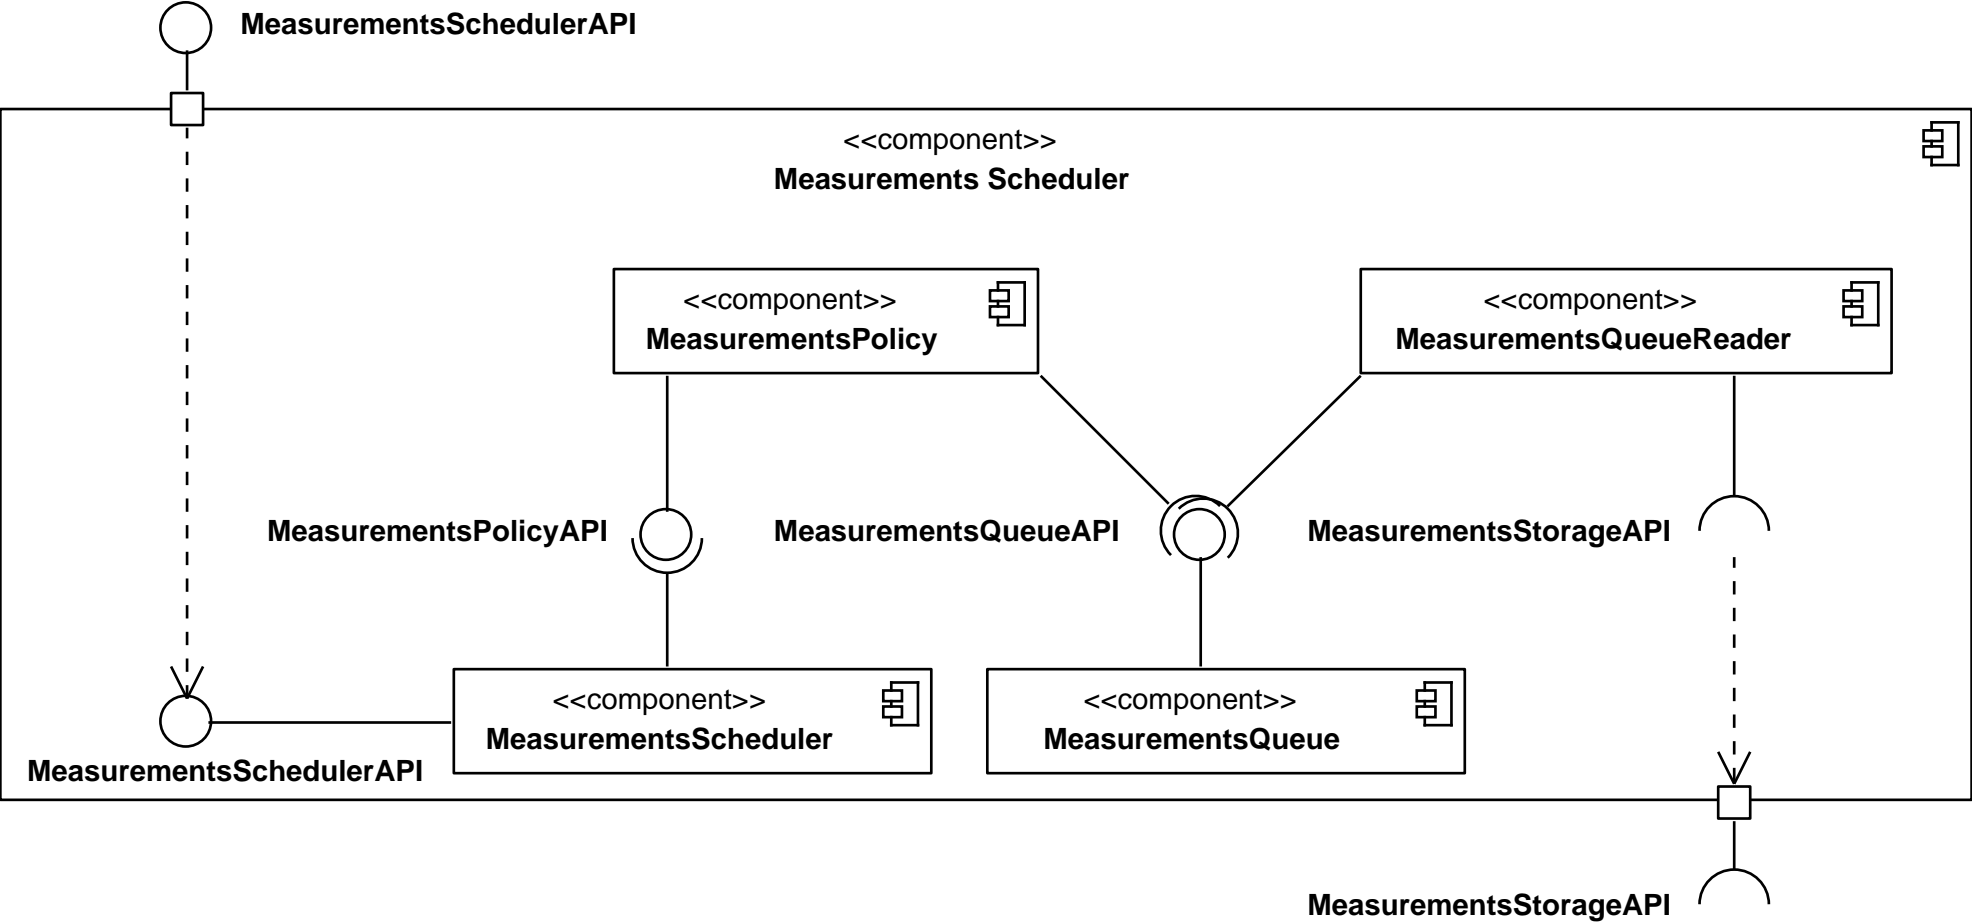 MeasurementsSchedulerAPI
<<component>>
Measurements Scheduler
<<component>>
MeasurementsPolicy
<<component>>
MeasurementsQueueReader
MeasurementsPolicyAPI
MeasurementsQueueAPI
MeasurementsStorageAPI
<<component>>
MeasurementsScheduler
<<component>>
MeasurementsQueue
MeasurementsSchedulerAPI
MeasurementsStorageAPI